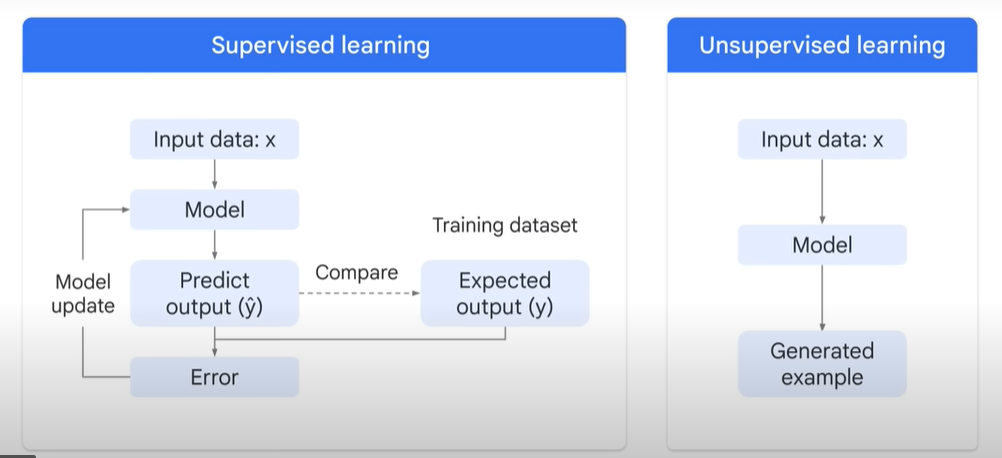 Supervised learning
Input data: x
Model
Training dataset
Compare
Model
update
Predict
output (ŷ)
Expected
output (y)
Error
Unsupervised learning
Input data: x
Model
Generated
example